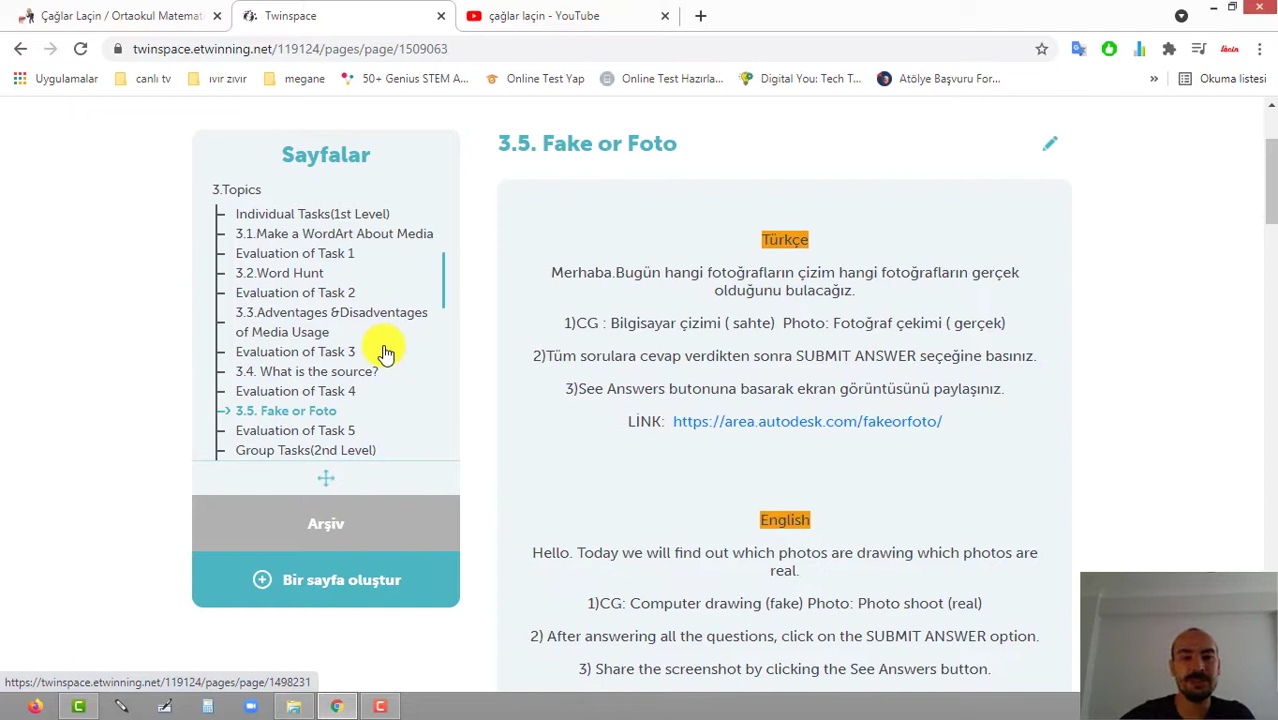 Çağlar Laçin / Ortaokul Matemati
Twinspace
çağlar laçin - YouTube
twinspace.etwinning.net/119124/pages/page/1509063
Uygulamalar
canlı tv
ıvır zıvır
megane
50+ Genius STEM A...
Online Test Yap
Online Test Hazırla...
Digital You: Tech T...
Atölye Başvuru For...
»
Okuma listesi
Sayfalar
3.Topics
Individual Tasks(1st Level)
3.1.Make a WordArt About Media
Evaluation of Task 1
3.2.Word Hunt
Evaluation of Task 2
3.3.Adventages &Disadventages
of Media Usage
Evaluation of Task 3
3.4. What is the source?
Evaluation of Task 4
3.5. Fake or Foto
Evaluation of Task 5
Group Tasks(2nd Level)
Arşiv
Bir sayfa oluştur
3.5. Fake or Foto
Türkçe
Merhaba.Bugün hangi fotoğrafların çizim hangi fotoğrafların gerçek
olduğunu bulacağız.
1)CG : Bilgisayar çizimi ( sahte)  Photo: Fotoğraf çekimi ( gerçek)
2)Tüm sorulara cevap verdikten sonra SUBMIT ANSWER seçeğine basınız.
3)See Answers butonuna basarak ekran görüntüsünü paylaşınız.
LİNK:  https://area.autodesk.com/fakeorfoto/
English
Hello. Today we will find out which photos are drawing which photos are
real.
1)CG: Computer drawing (fake) Photo: Photo shoot (real)
2) After answering all the questions, click on the SUBMIT ANSWER option.
3) Share the screenshot by clicking the See Answers button.
https://twinspace.etwinning.net/119124/pages/page/1498231